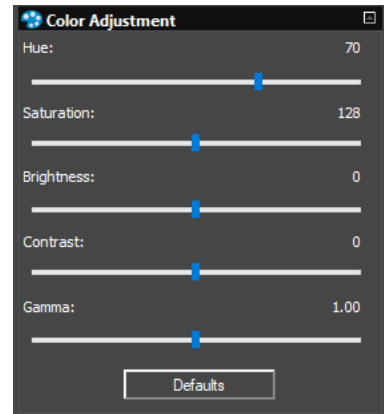 Color Adjustment
Hue: 70
Saturation: 128
Brightness: 0
Contrast: 0
Gamma: 1.00
Defaults